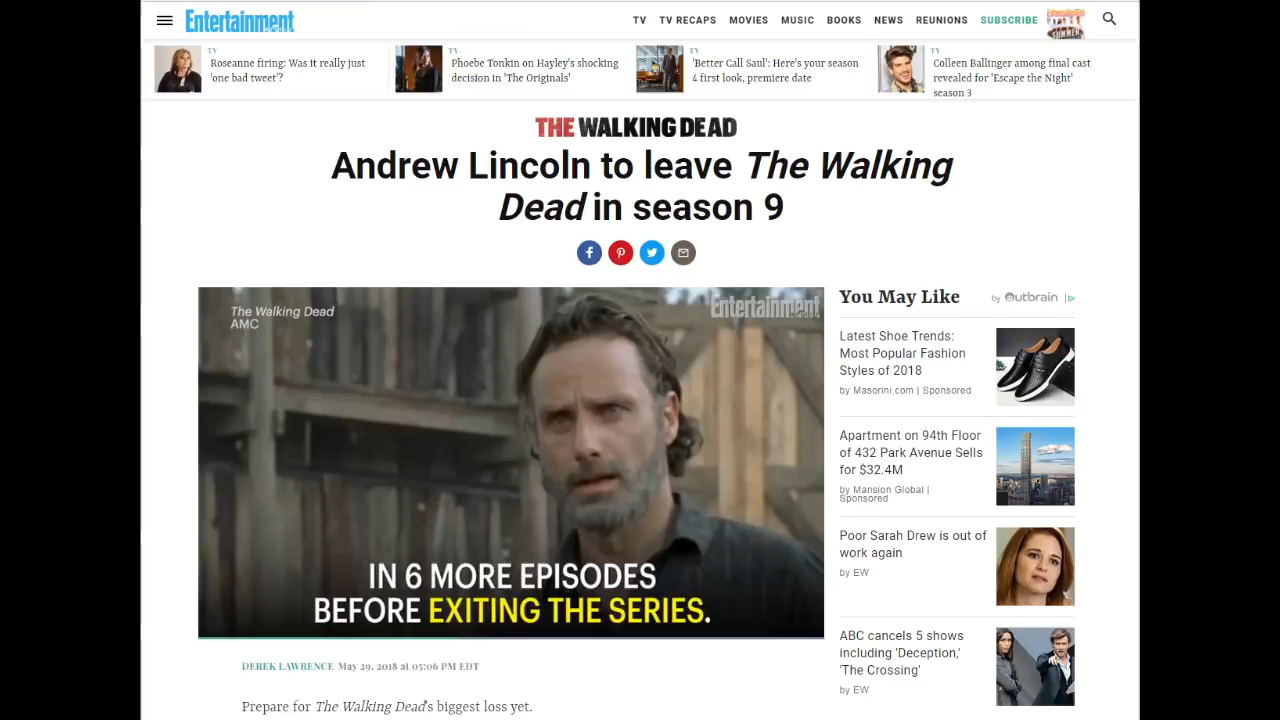 Entertainment
TV TV RECAPS MOVIES MUSIC BOOKS NEWS REUNIONS SUBSCRIBE
TV
Roseanne firing: Was it really just
'one bad tweet'?
TV
Phoebe Tonkin on Hayley's shocking
decision in 'The Originals'
TV
'Better Call Saul': Here's your season
4 first look, premiere date
TV
Colleen Ballinger among final cast
revealed for 'Escape the Night'
season 3
THE WALKING DEAD
Andrew Lincoln to leave The Walking
Dead in season 9
The Walking Dead
AMC
Entertainment
IN 6 MORE EPISODES
BEFORE EXITING THE SERIES.
DEREK LAWRENCE May 29, 2018 at 05:06 PM EDT
Prepare for The Walking Dead's biggest loss yet.
You May Like
by Outbrain
Latest Shoe Trends:
Most Popular Fashion
Styles of 2018
by Masorini.com | Sponsored
Apartment on 94th Floor
of 432 Park Avenue Sells
for $32.4M
by Mansion Global |
Sponsored
Poor Sarah Drew is out of
work again
by EW
ABC cancels 5 shows
including 'Deception,'
'The Crossing'
by EW